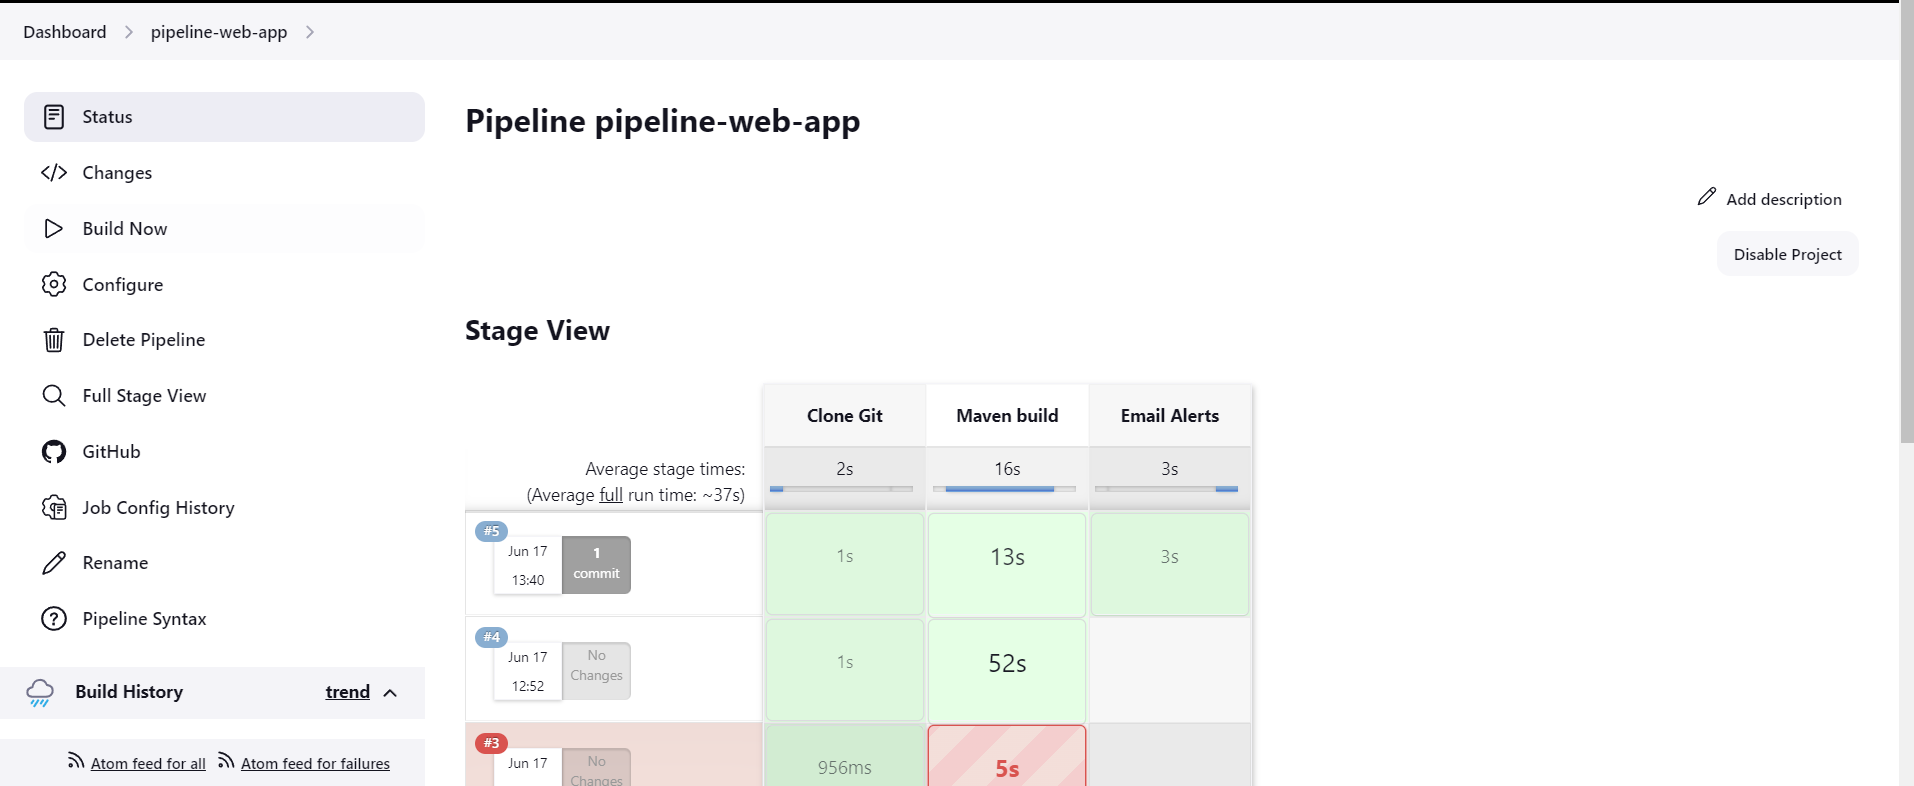 Dashboard
pipeline-web-app
Status
Changes
Build Now
Configure
Delete Pipeline
Full Stage View
GitHub
Job Config History
Rename
Pipeline Syntax
Build History
trend
Atom feed for all
Atom feed for failures
Pipeline pipeline-web-app
Add description
Disable Project
Stage View
Clone Git
Maven build
Email Alerts
Average stage times:
(Average full run time: ~37s)
2s
16s
3s
#5
Jun 17
13:40
1
commit
1s
13s
3s
#4
Jun 17
12:52
No
Changes
1s
52s
#3
Jun 17
No
Changes
956ms
5s